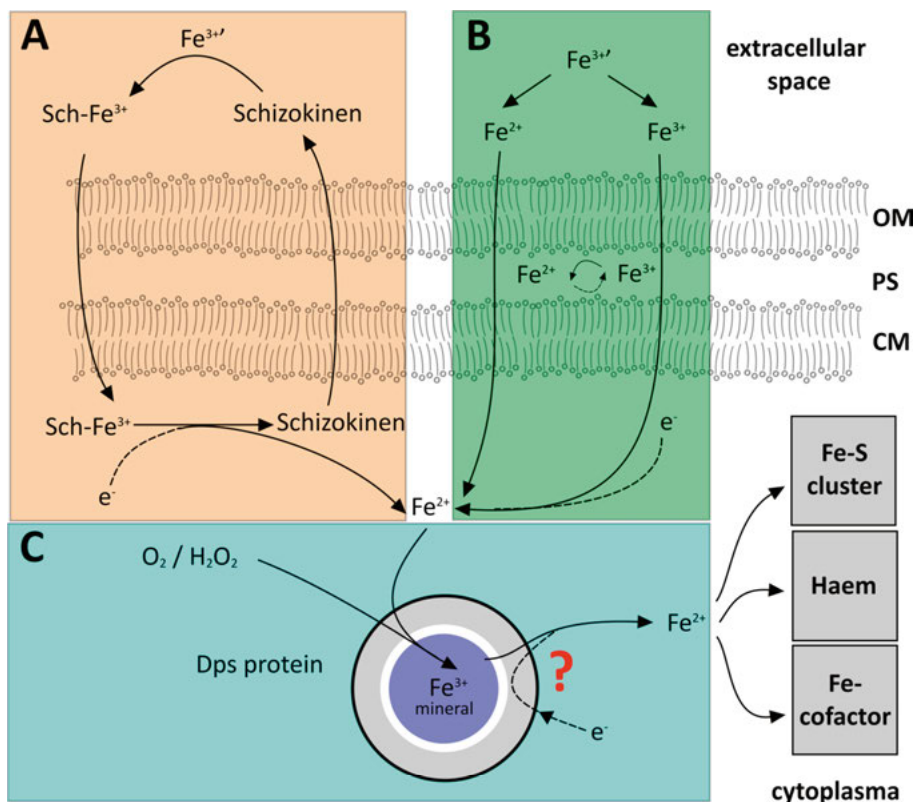 A
Fe³⁺′
Sch-Fe³⁺
Schizokinen
Sch-Fe³⁺
Schizokinen
e⁻
B
Fe³⁺′
Fe²⁺
Fe³⁺
Fe²⁺
Fe³⁺
e⁻
Fe²⁺
extracellular
space
OM
PS
CM
C
O₂ / H₂O₂
Dps protein
Fe³⁺
mineral
?
e⁻
Fe²⁺
Fe-S
cluster
Haem
Fe-
cofactor
cytoplasma